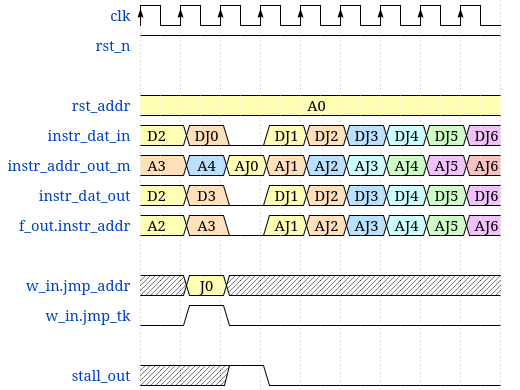 clk
rst_n
rst_addr A0
instr_dat_in D2 DJ0 DJ1 DJ2 DJ3 DJ4 DJ5 DJ6
instr_addr_out_m A3 A4 AJ0 AJ1 AJ2 AJ3 AJ4 AJ5 AJ6
instr_dat_out D2 D3 DJ1 DJ2 DJ3 DJ4 DJ5 DJ6
f_out.instr_addr A2 A3 AJ1 AJ2 AJ3 AJ4 AJ5 AJ6
w_in.jmp_addr J0
w_in.jmp_tk
stall_out